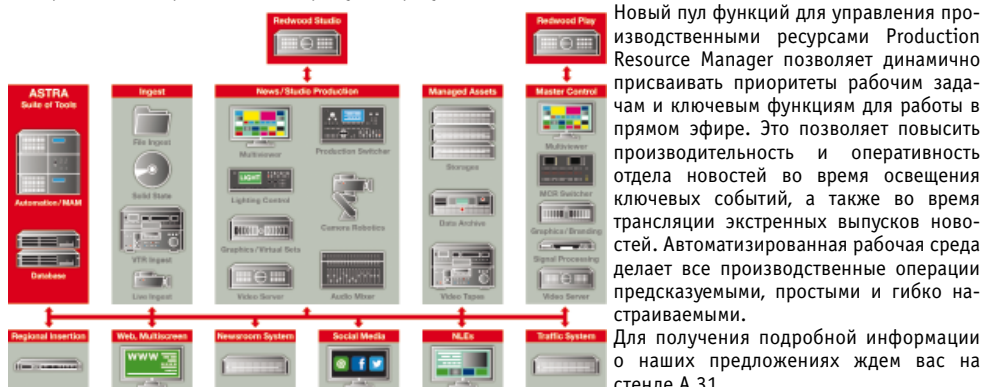 Redwood Studio
Redwood Play
ASTRA
Suite of Tools
Automation/MAM
Database
Ingest
File Ingest
Solid State
VTR Ingest
Live Ingest
News/Studio Production
Multiviewer
Production Switcher
LIGHT
Lighting Control
Camera Robotics
Graphics/Virtual Sets
Video Server
Audio Mixer
Managed Assets
Storages
Data Archive
Video Tapes
Master Control
Multiviewer
MCR Switcher
Graphics/Branding
Signal Processing
Video Server
Regional Insertion
Web, Multiscreen
WWW
Newsroom System
Social Media
NLEs
Traffic System
Новый пул функций для управления про-
изводственными ресурсами Production
Resource Manager позволяет динамично
присваивать приоритеты рабочим зада-
чам и ключевым функциям для работы в
прямом эфире. Это позволяет повысить
производительность и оперативность
отдела новостей во время освещения
ключевых событий, а также во время
трансляции экстренных выпусков ново-
стей. Автоматизированная рабочая среда
делает все производственные операции
предсказуемыми, простыми и гибко на-
страиваемыми.
Для получения подробной информации
о наших предложениях ждем вас на
стенде А 31